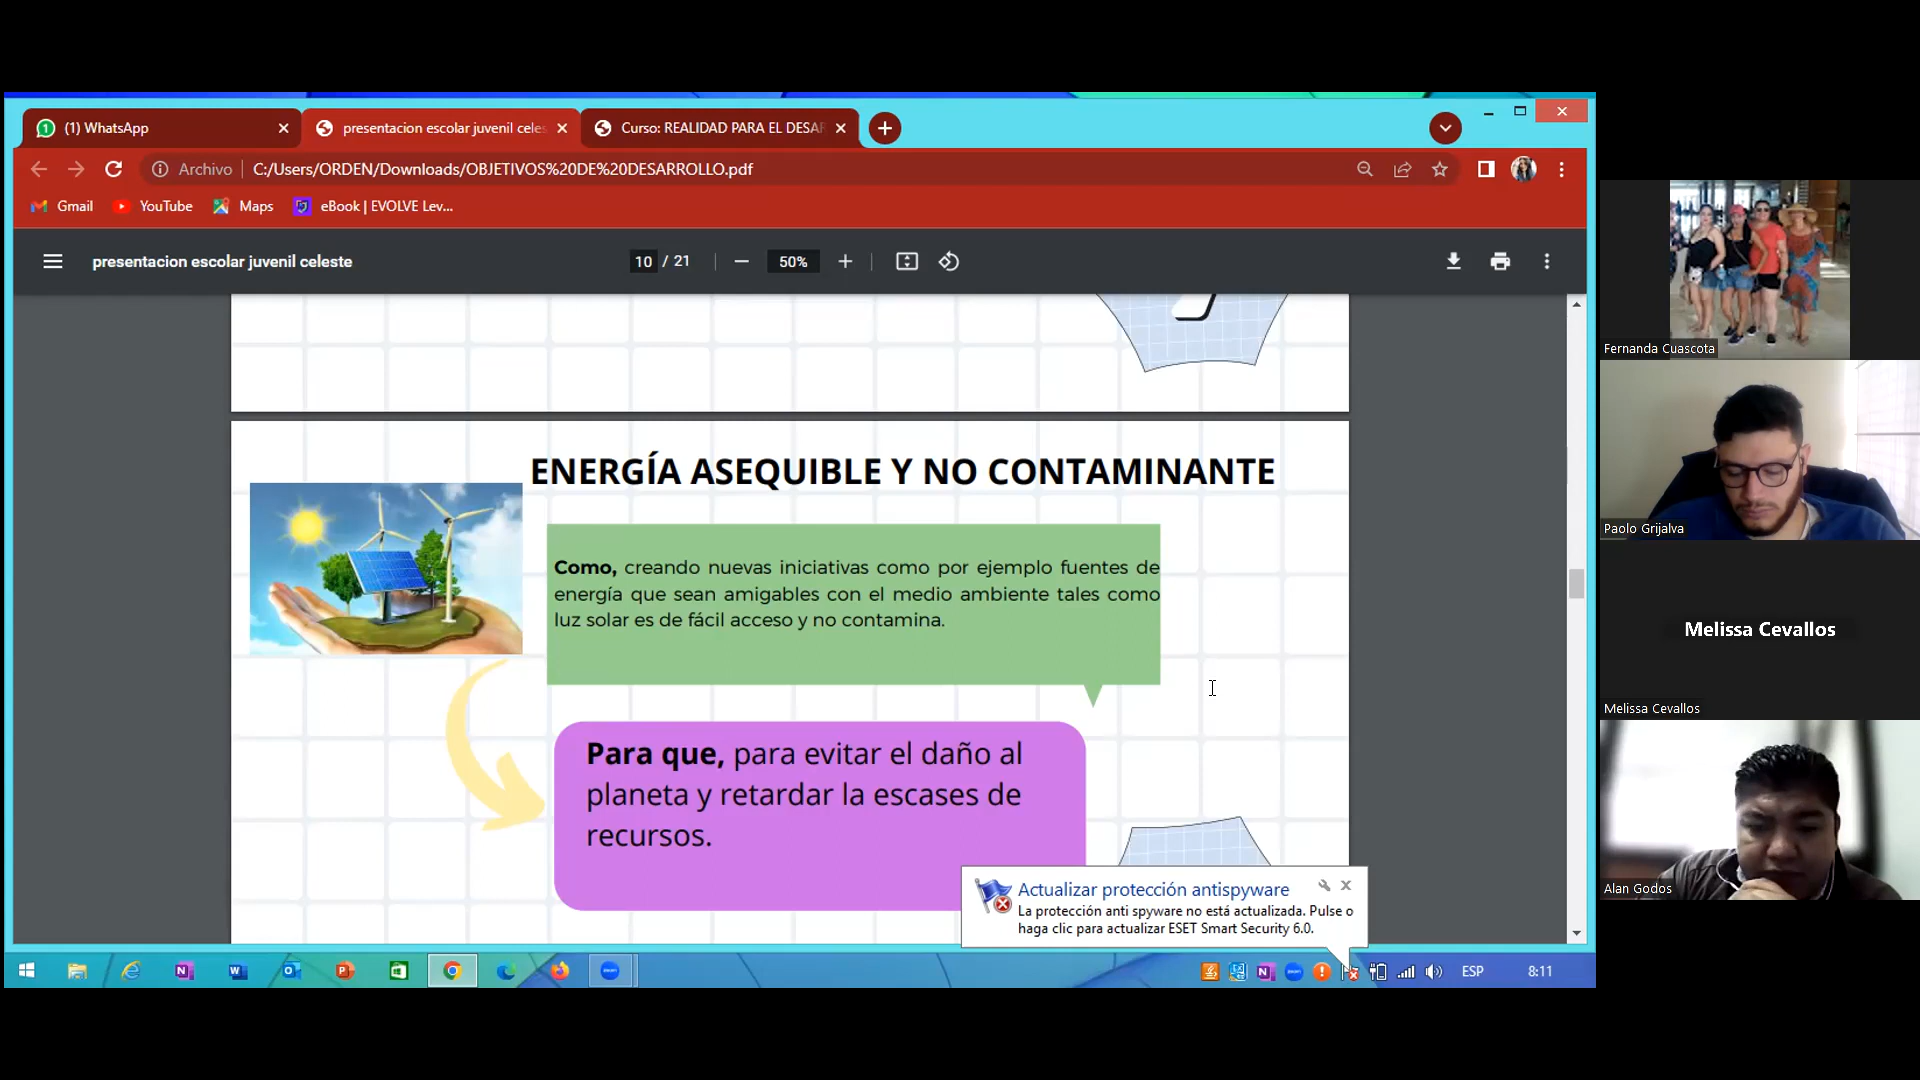 (1) WhatsApp
presentacion escolar juvenil celes
Curso: REALIDAD PARA EL DESAR
Archivo
C:/Users/ORDEN/Downloads/OBJETIVOS%20DE%20DESARROLLO.pdf
Gmail
YouTube
Maps
eBook | EVOLVE Lev...
presentacion escolar juvenil celeste
10 / 21
50%
ENERGÍA ASEQUIBLE Y NO CONTAMINANTE
Como, creando nuevas iniciativas como por ejemplo fuentes de
energía que sean amigables con el medio ambiente tales como
luz solar es de fácil acceso y no contamina.
Para que, para evitar el daño al
planeta y retardar la escases de
recursos.
Actualizar protección antispyware
La protección anti spyware no está actualizada. Pulse o
haga clic para actualizar ESET Smart Security 6.0.
ESP
8:11
Fernanda Cuascota
Paolo Grijalva
Melissa Cevallos
Melissa Cevallos
Alan Godos